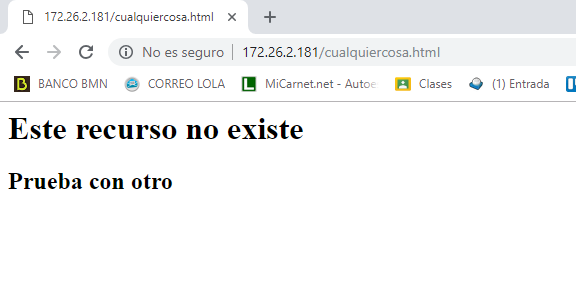 172.26.2.181/cualquiercosa.html
No es seguro 172.26.2.181/cualquiercosa.html
BANCO BMN CORREO LOLA MiCarnet.net - Autoe Clases (1) Entrada
Este recurso no existe
Prueba con otro